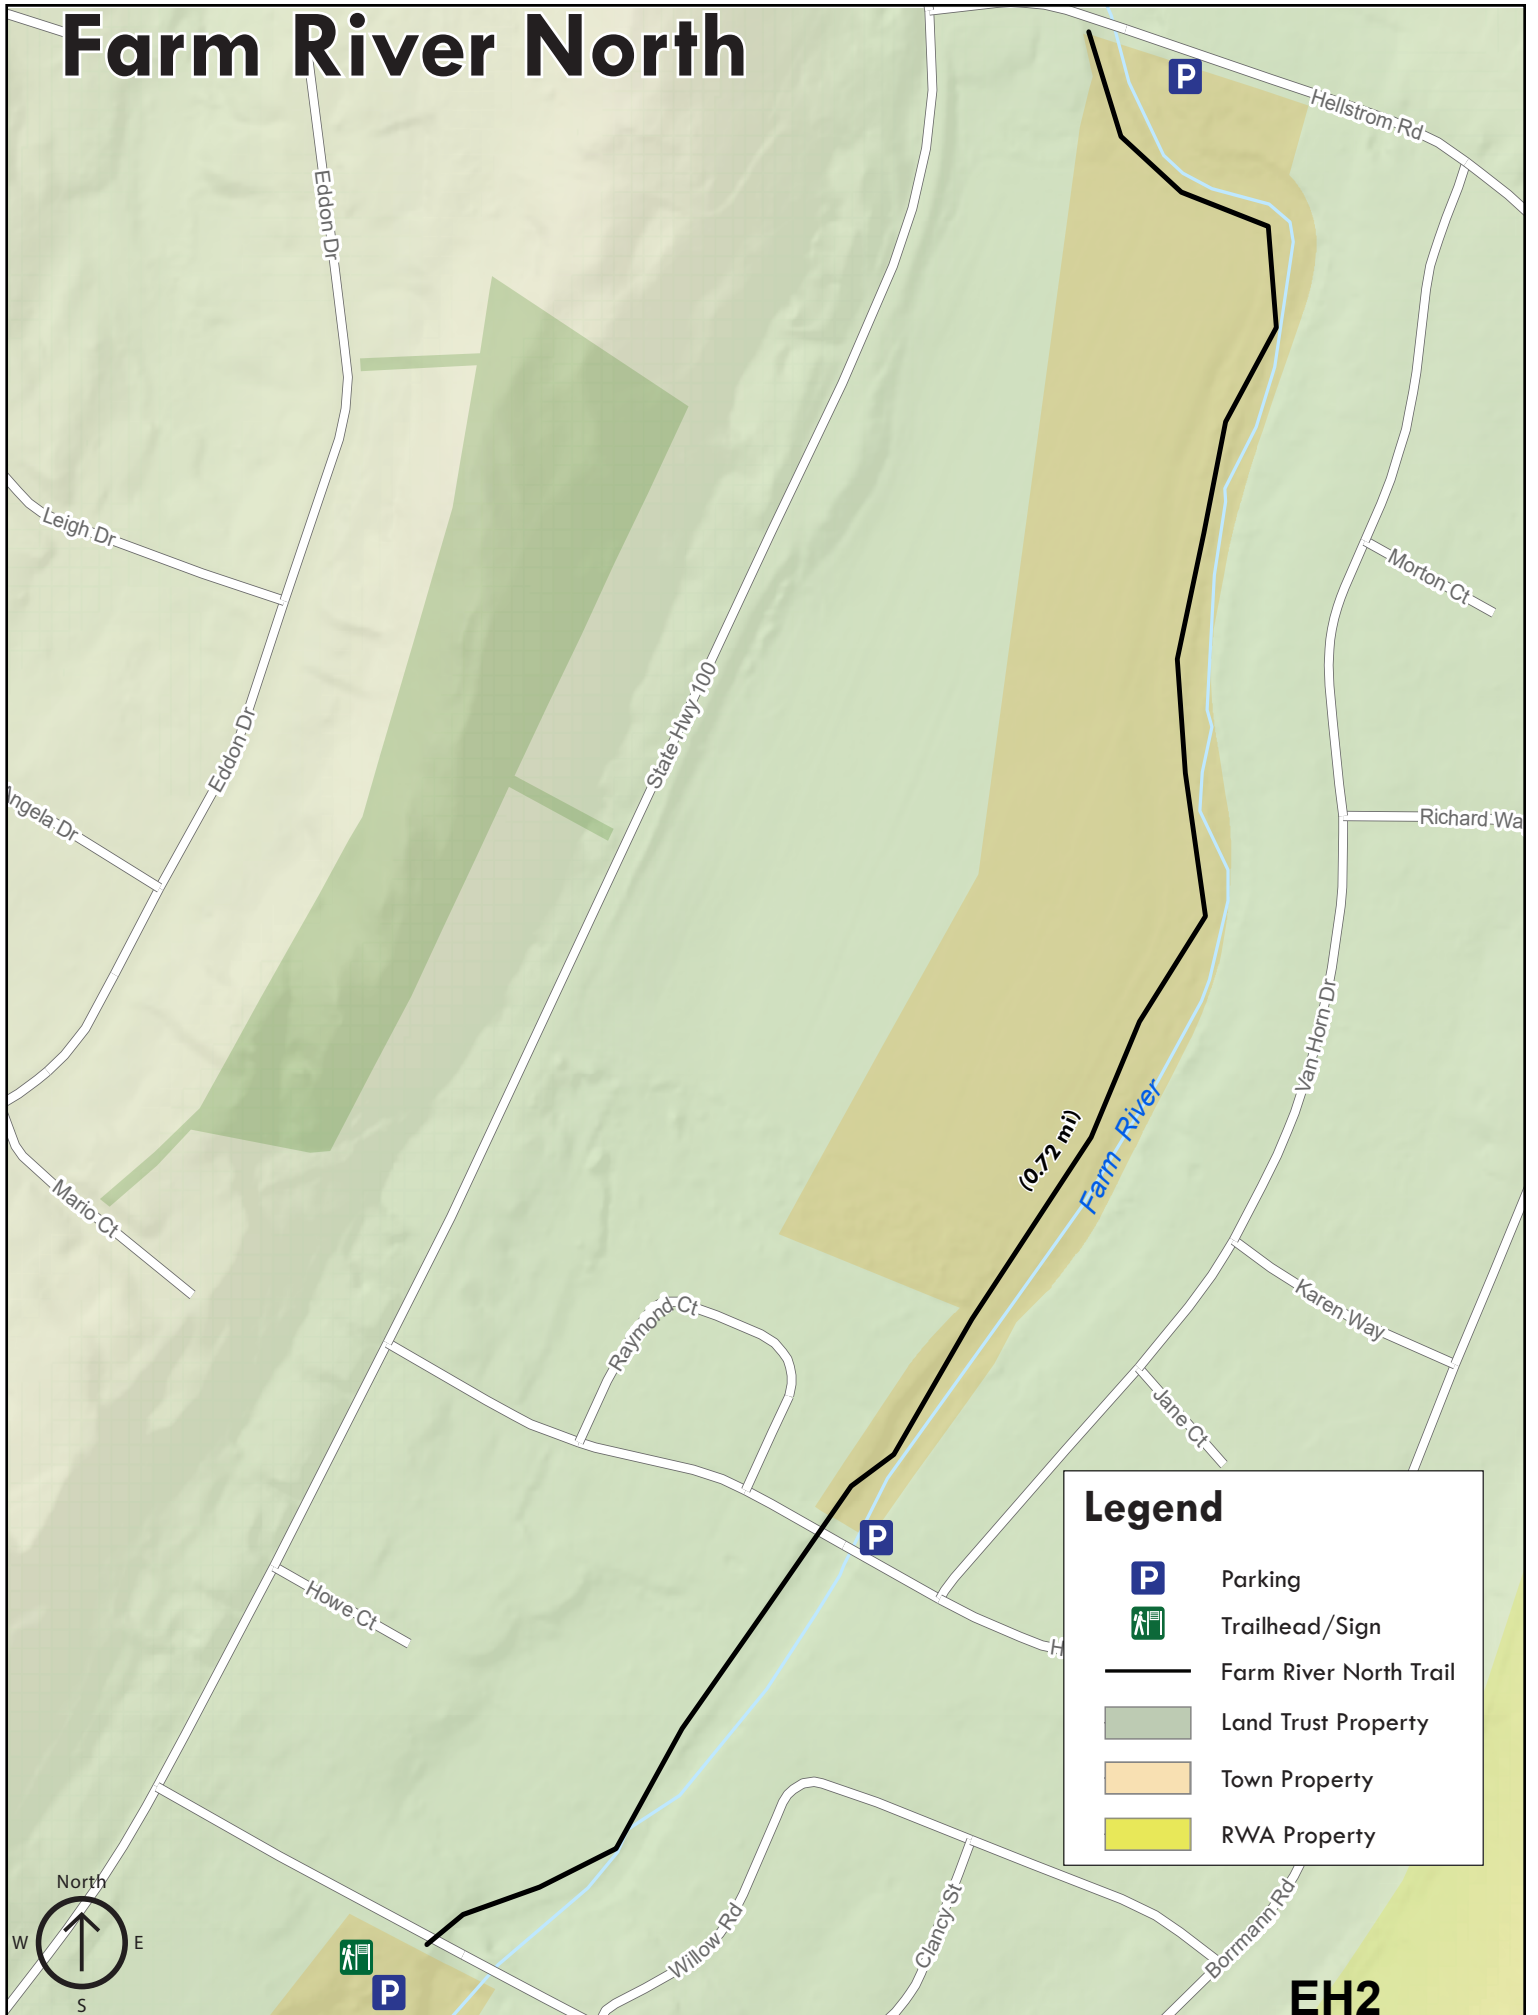 Farm River North
P
Hellstrom Rd
Eddon Dr
Leigh Dr
Morton Ct
State Hwy 100
Eddon Dr
Angela Dr
Richard Wa
Van Horn Dr
(0.72 mi)
Farm River
Mario Ct
Karen Way
Raymond Ct
Jane Ct
P
Howe Ct
H
Legend
P Parking
Trailhead/Sign
Farm River North Trail
Land Trust Property
Town Property
RWA Property
North
W E
S
P
Willow Rd
Clancy St
Borrmann Rd
EH2